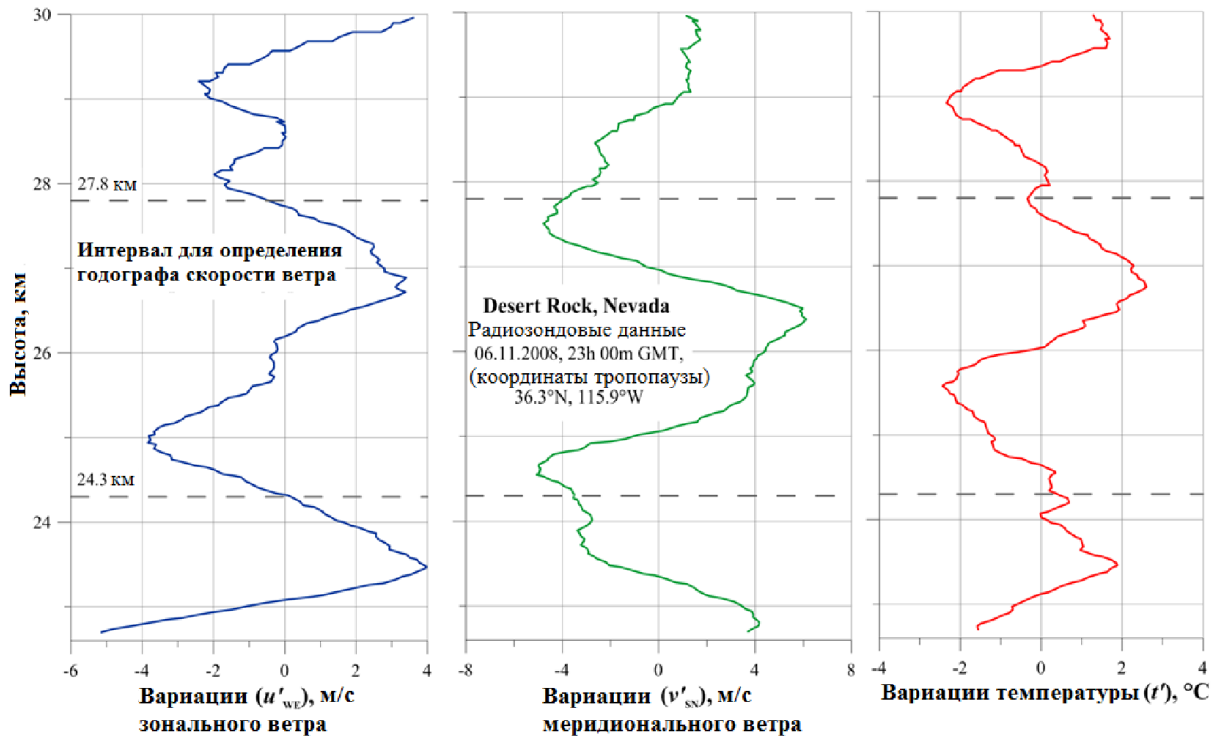 30
28
26
24
Высота, км
27.8 км
Интервал для определения
годографа скорости ветра
24.3 км
-6 -4 -2 0 2 4
Вариации (u'WE), м/с
зонального ветра
Desert Rock, Nevada
Радиозондовые данные
06.11.2008, 23h 00m GMT,
(координаты тропопаузы)
36.3°N, 115.9°W
-8 -4 0 4 8
Вариации (v'SN), м/с
меридионального ветра
-4 -2 0 2 4
Вариации температуры (t'), °C